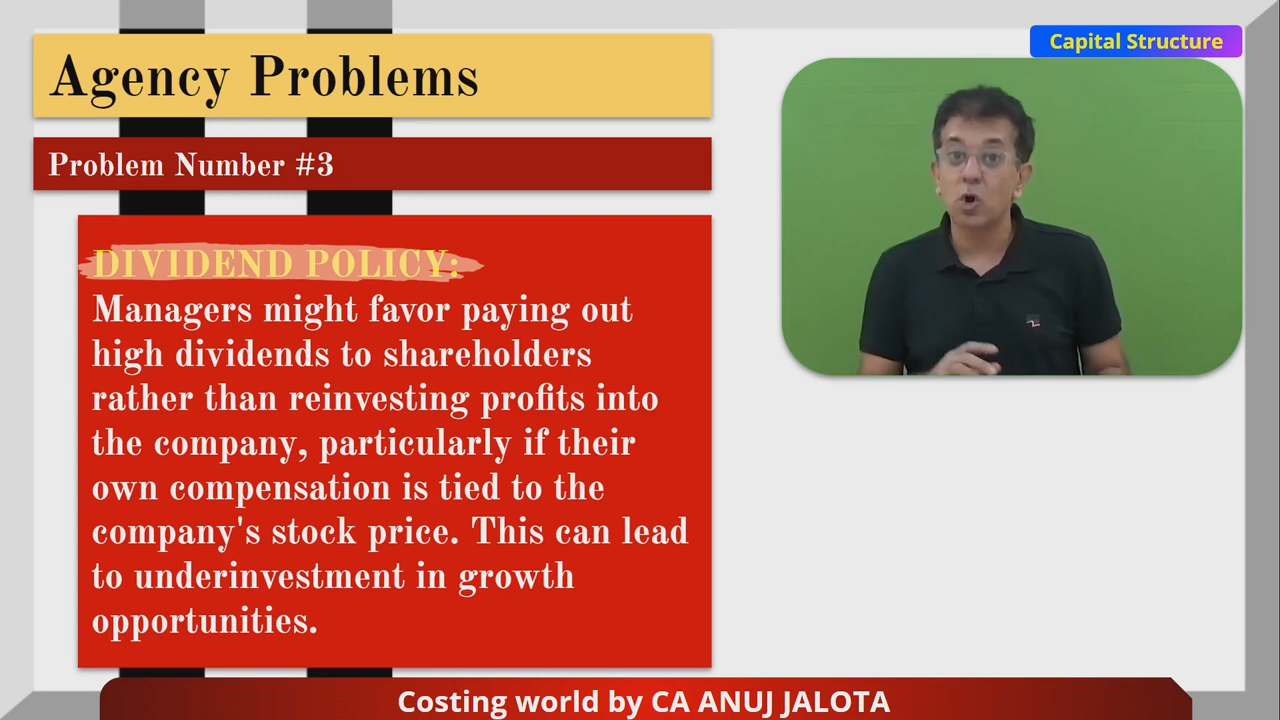 Capital Structure
Agency Problems
Problem Number #3
DIVIDEND POLICY:
Managers might favor paying out
high dividends to shareholders
rather than reinvesting profits into
the company, particularly if their
own compensation is tied to the
company's stock price. This can lead
to underinvestment in growth
opportunities.
Costing world by CA ANUJ JALOTA